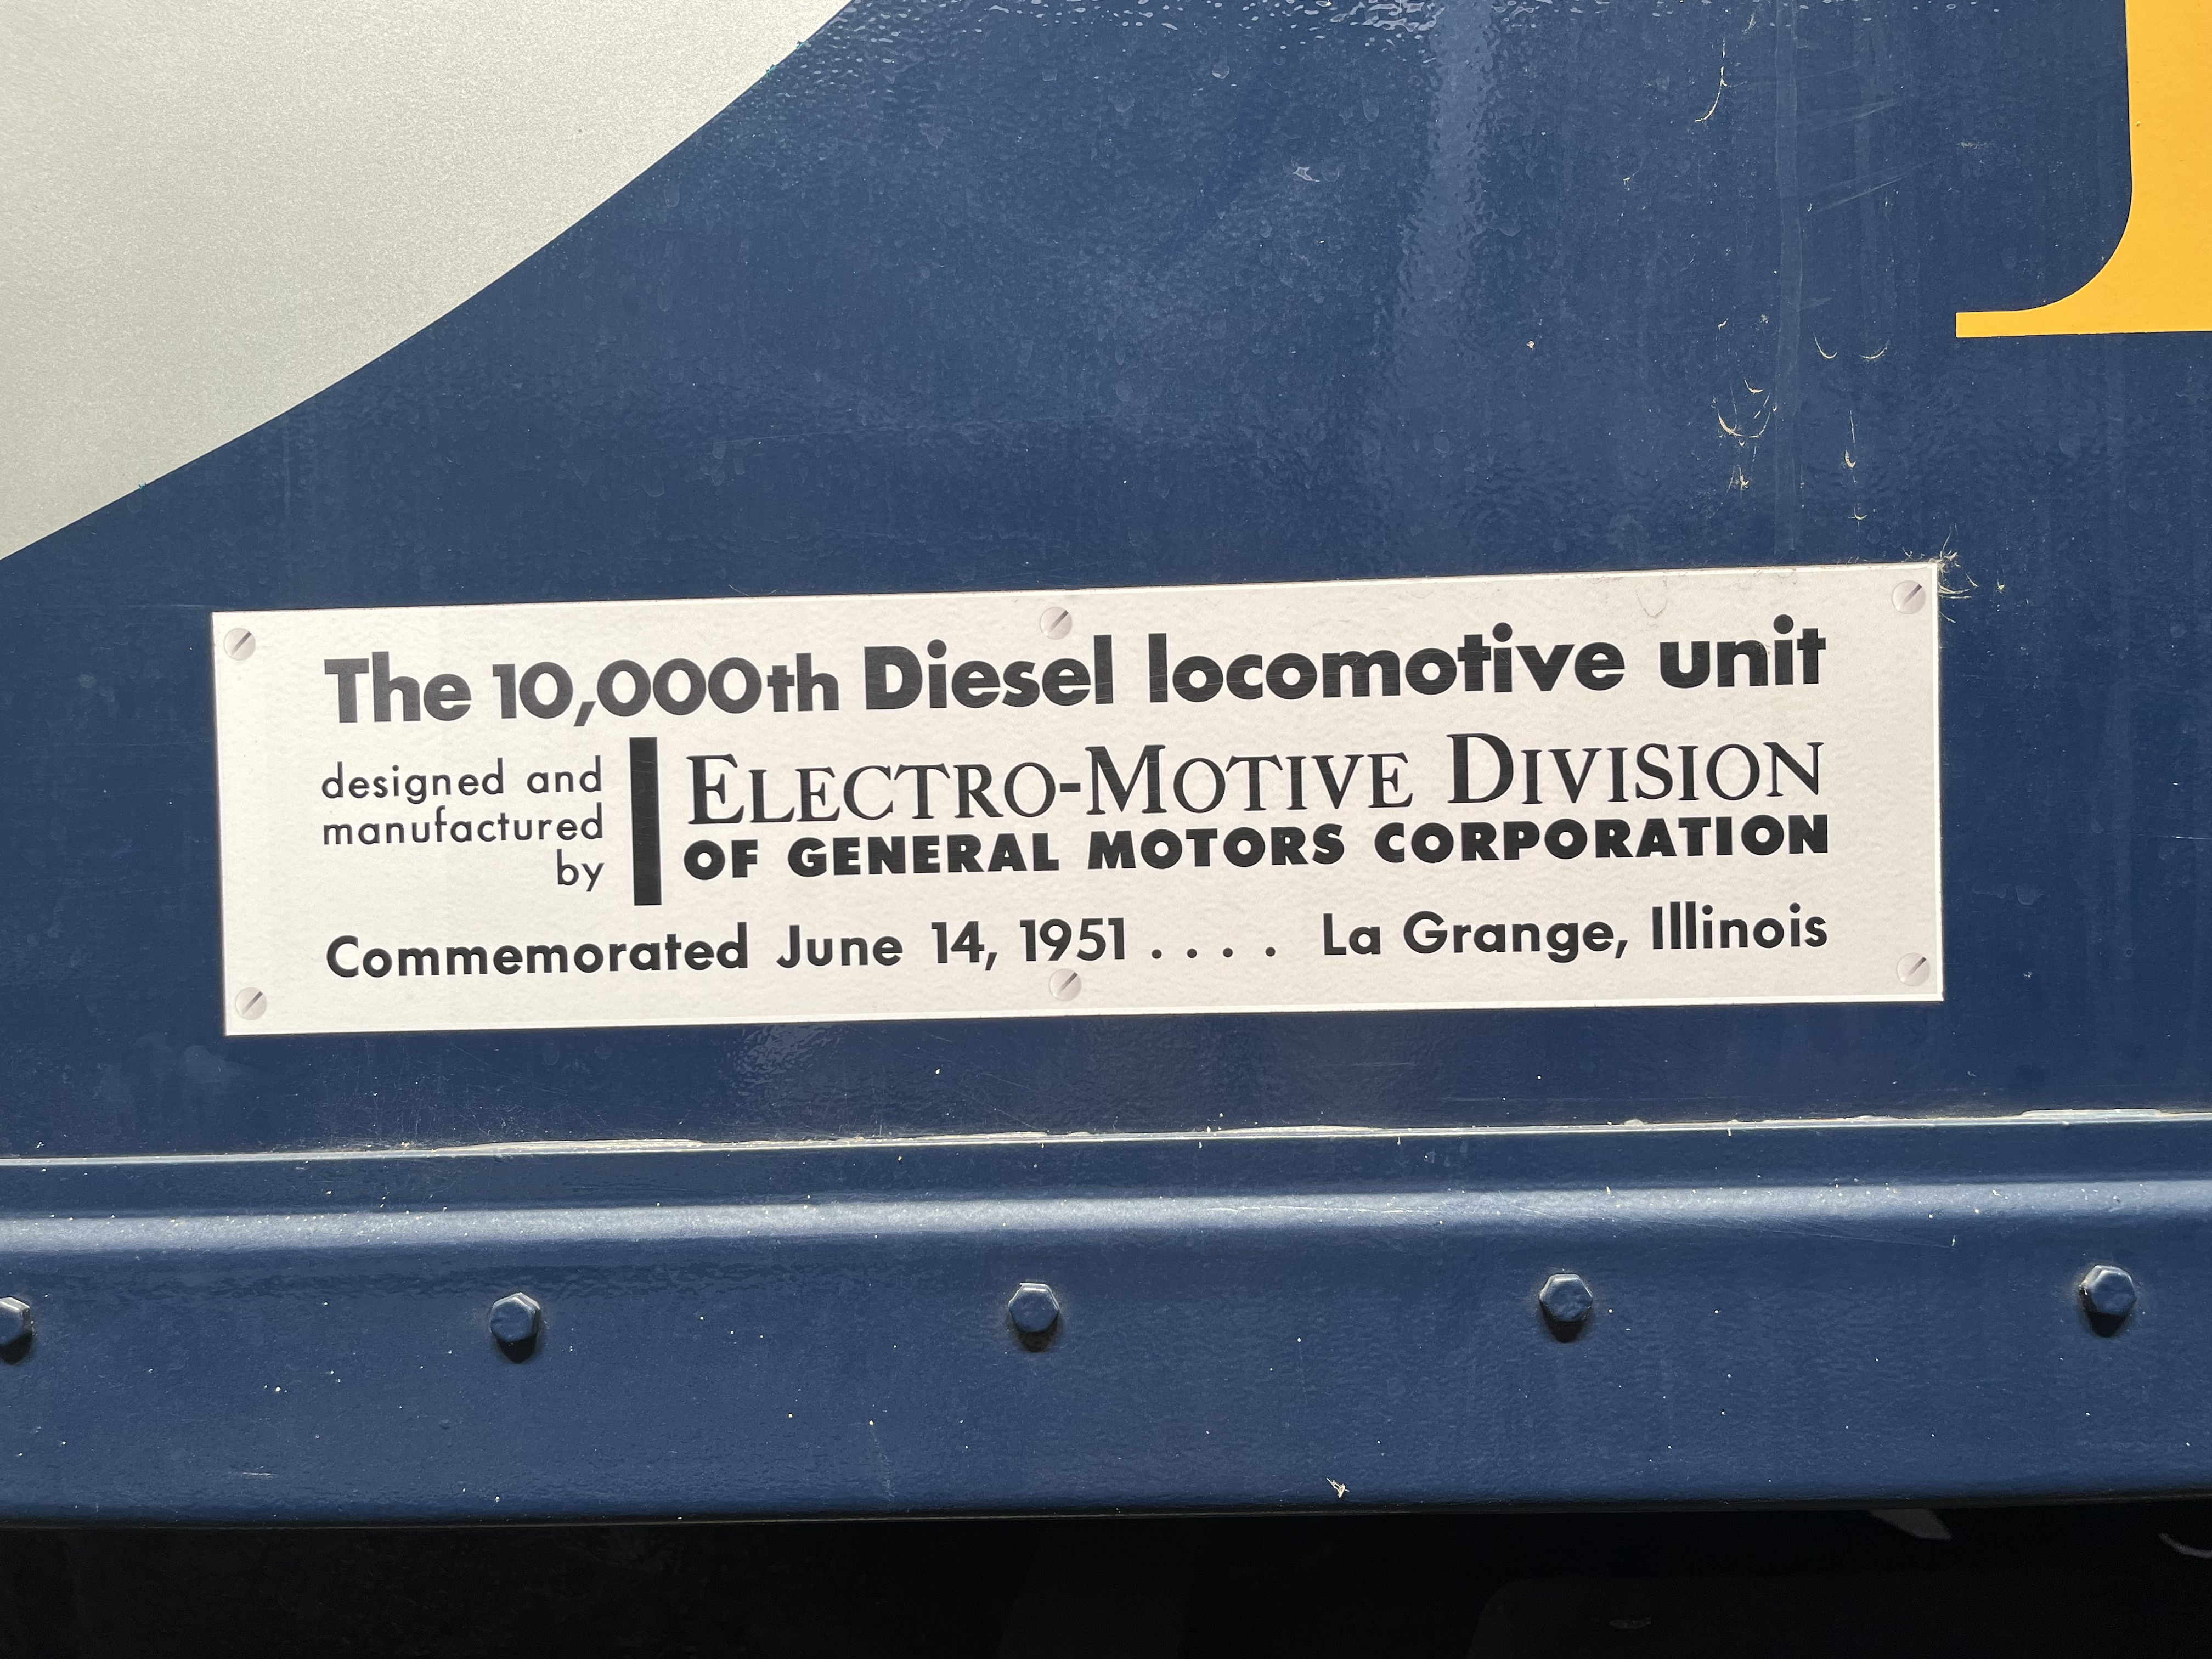 The 10,000th Diesel locomotive unit
designed and
manufactured
by
ELECTRO-MOTIVE DIVISION
OF GENERAL MOTORS CORPORATION
Commemorated June 14, 1951 . . . . La Grange, Illinois